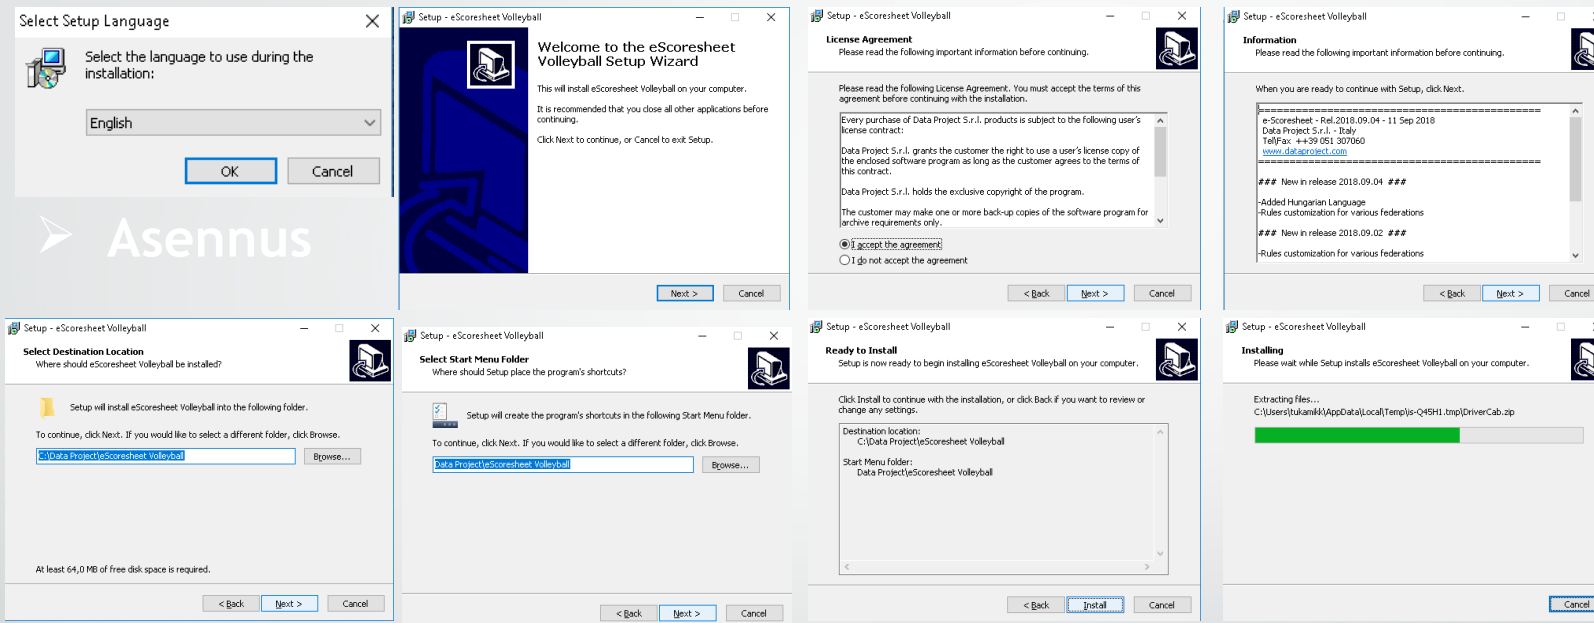 Select Setup Language
Select the language to use during the
installation:
English
OK
Cancel
➢ Asennus
Setup - eScoresheet Volleyball
Welcome to the eScoresheet
Volleyball Setup Wizard
This will install eScoresheet Volleyball on your computer.
It is recommended that you close all other applications before
continuing.
Click Next to continue, or Cancel to exit Setup.
Next >
Cancel
Setup - eScoresheet Volleyball
License Agreement
Please read the following important information before continuing.
Please read the following License Agreement. You must accept the terms of this
agreement before continuing with the installation.
Every purchase of Data Project S.r.l. products is subject to the following user's
license contract:
Data Project S.r.l. grants the customer the right to use a user's license copy of
the enclosed software program as long as the customer agrees to the terms of
this contract.
Data Project S.r.l. holds the exclusive copyright of the program.
The customer may make one or more back-up copies of the software program for
archive requirements only.
I accept the agreement
I do not accept the agreement
< Back
Next >
Cancel
Setup - eScoresheet Volleyball
Information
Please read the following important information before continuing.
When you are ready to continue with Setup, click Next.
==================================================
e-Scoresheet - Rel.2018.09.04 - 11 Sep 2018
Data Project S.r.l. - Italy
Tel|Fax ++39 051 307060
www.dataproject.com
==================================================
### New in release 2018.09.04 ###
-Added Hungarian Language
-Rules customization for various federations
### New in release 2018.09.02 ###
-Rules customization for various federations
< Back
Next >
Cancel
Setup - eScoresheet Volleyball
Select Destination Location
Where should eScoresheet Volleyball be installed?
Setup will install eScoresheet Volleyball into the following folder.
To continue, click Next. If you would like to select a different folder, click Browse.
C:\Data Project\eScoresheet Volleyball
Browse...
At least 64,0 MB of free disk space is required.
< Back
Next >
Cancel
Setup - eScoresheet Volleyball
Select Start Menu Folder
Where should Setup place the program's shortcuts?
Setup will create the program's shortcuts in the following Start Menu folder.
To continue, click Next. If you would like to select a different folder, click Browse.
Data Project\eScoresheet Volleyball
Browse...
< Back
Next >
Cancel
Setup - eScoresheet Volleyball
Ready to Install
Setup is now ready to begin installing eScoresheet Volleyball on your computer.
Click Install to continue with the installation, or click Back if you want to review or
change any settings.
Destination location:
C:\Data Project\eScoresheet Volleyball
Start Menu folder:
Data Project\eScoresheet Volleyball
< Back
Install
Cancel
Setup - eScoresheet Volleyball
Installing
Please wait while Setup installs eScoresheet Volleyball on your computer.
Extracting files...
C:\Users\tukamikk\AppData\Local\Temp\is-Q45H1.tmp\DriverCab.zip
Cancel